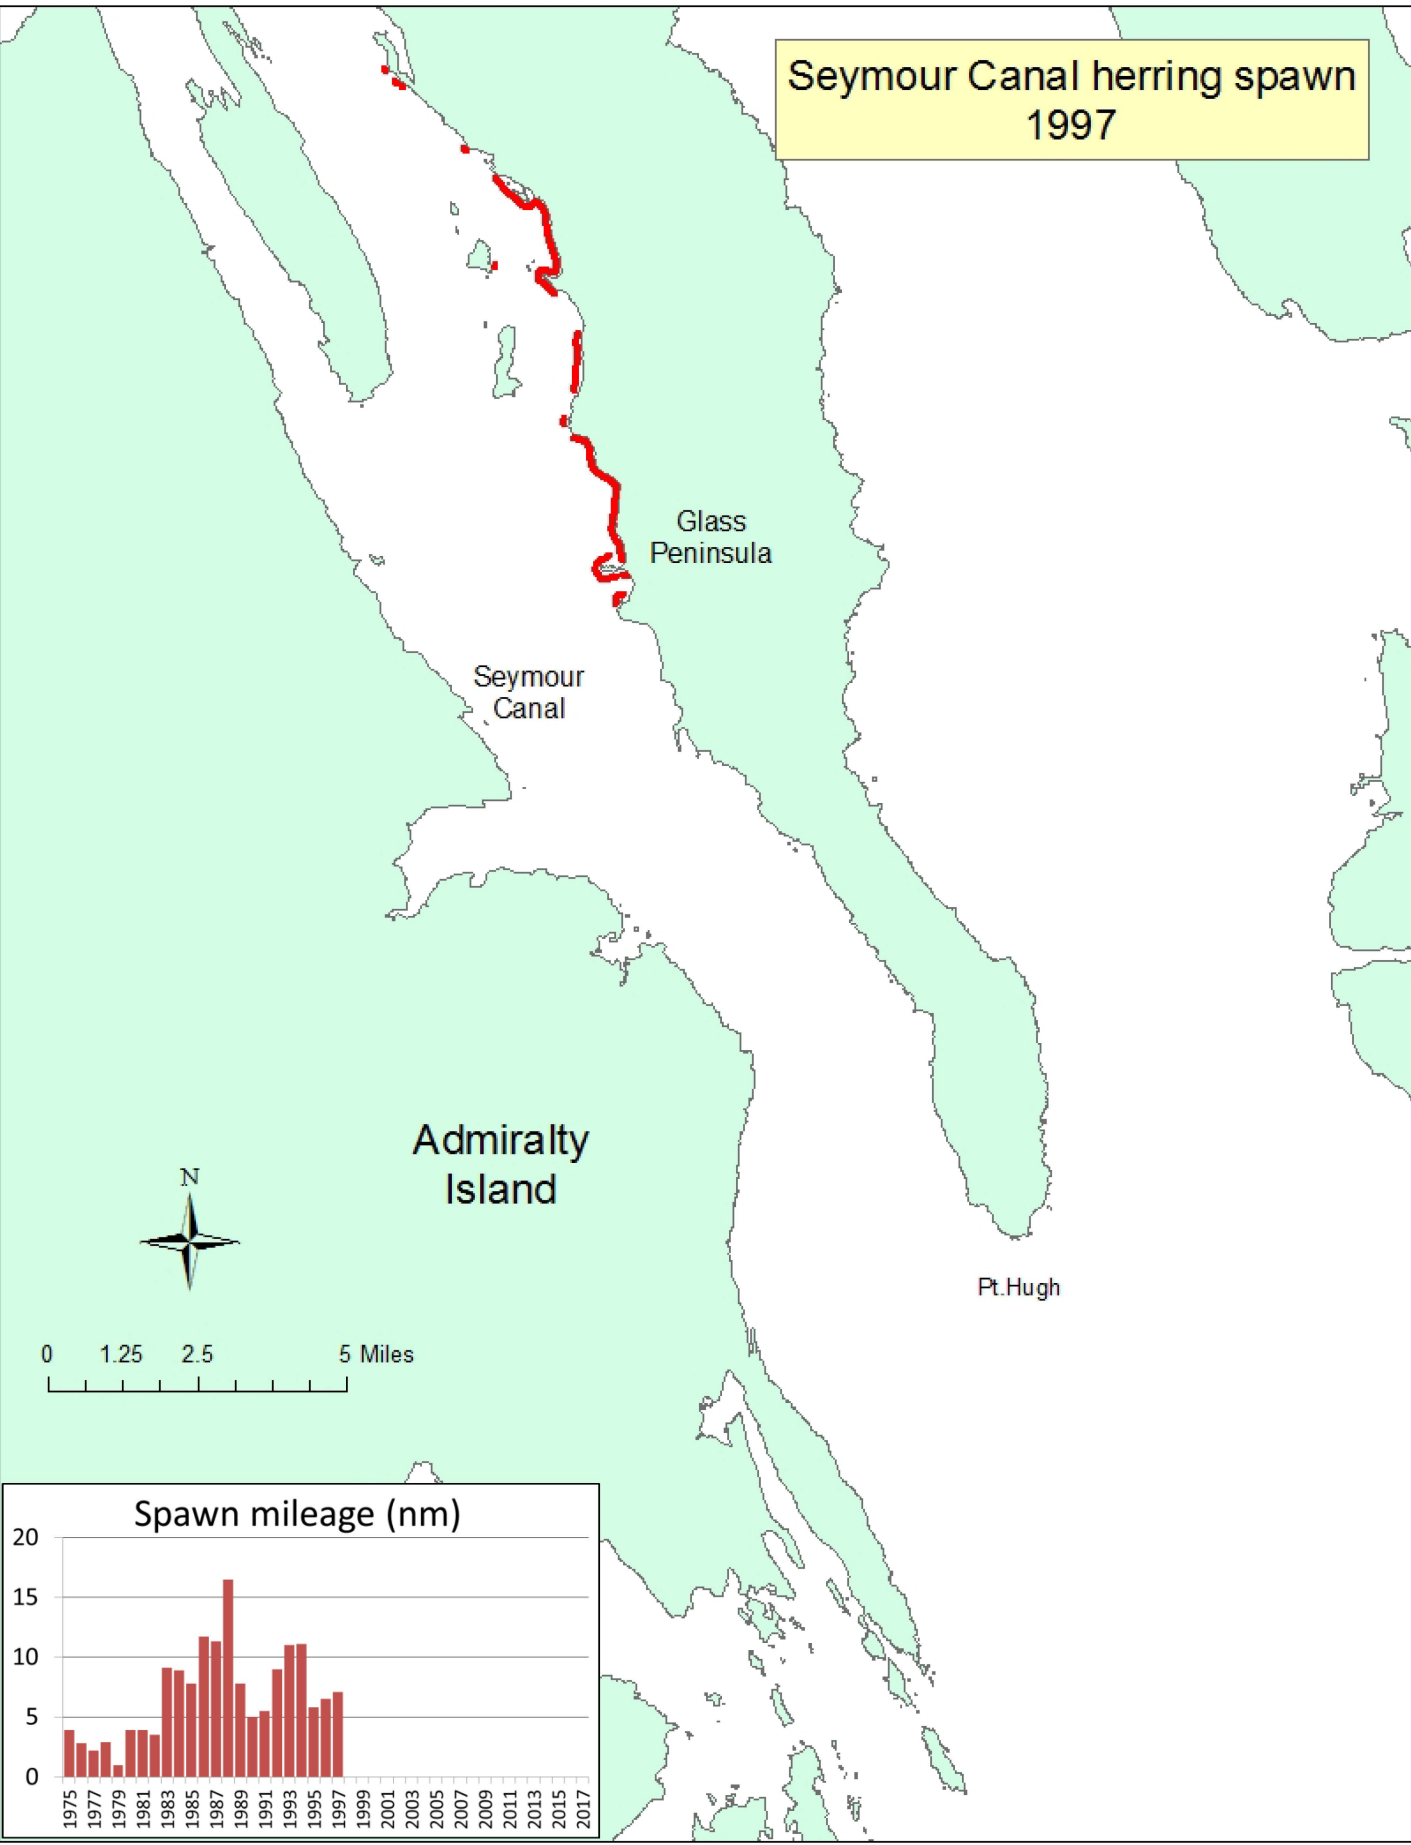 Seymour Canal herring spawn
1997
Glass
Peninsula
Seymour
Canal
Admiralty
Island
N
Pt.Hugh
0 1.25 2.5 5 Miles
Spawn mileage (nm)
20
15
10
5
0
1975 1977 1979 1981 1983 1985 1987 1989 1991 1993 1995 1997 1999 2001 2003 2005 2007 2009 2011 2013 2015 2017